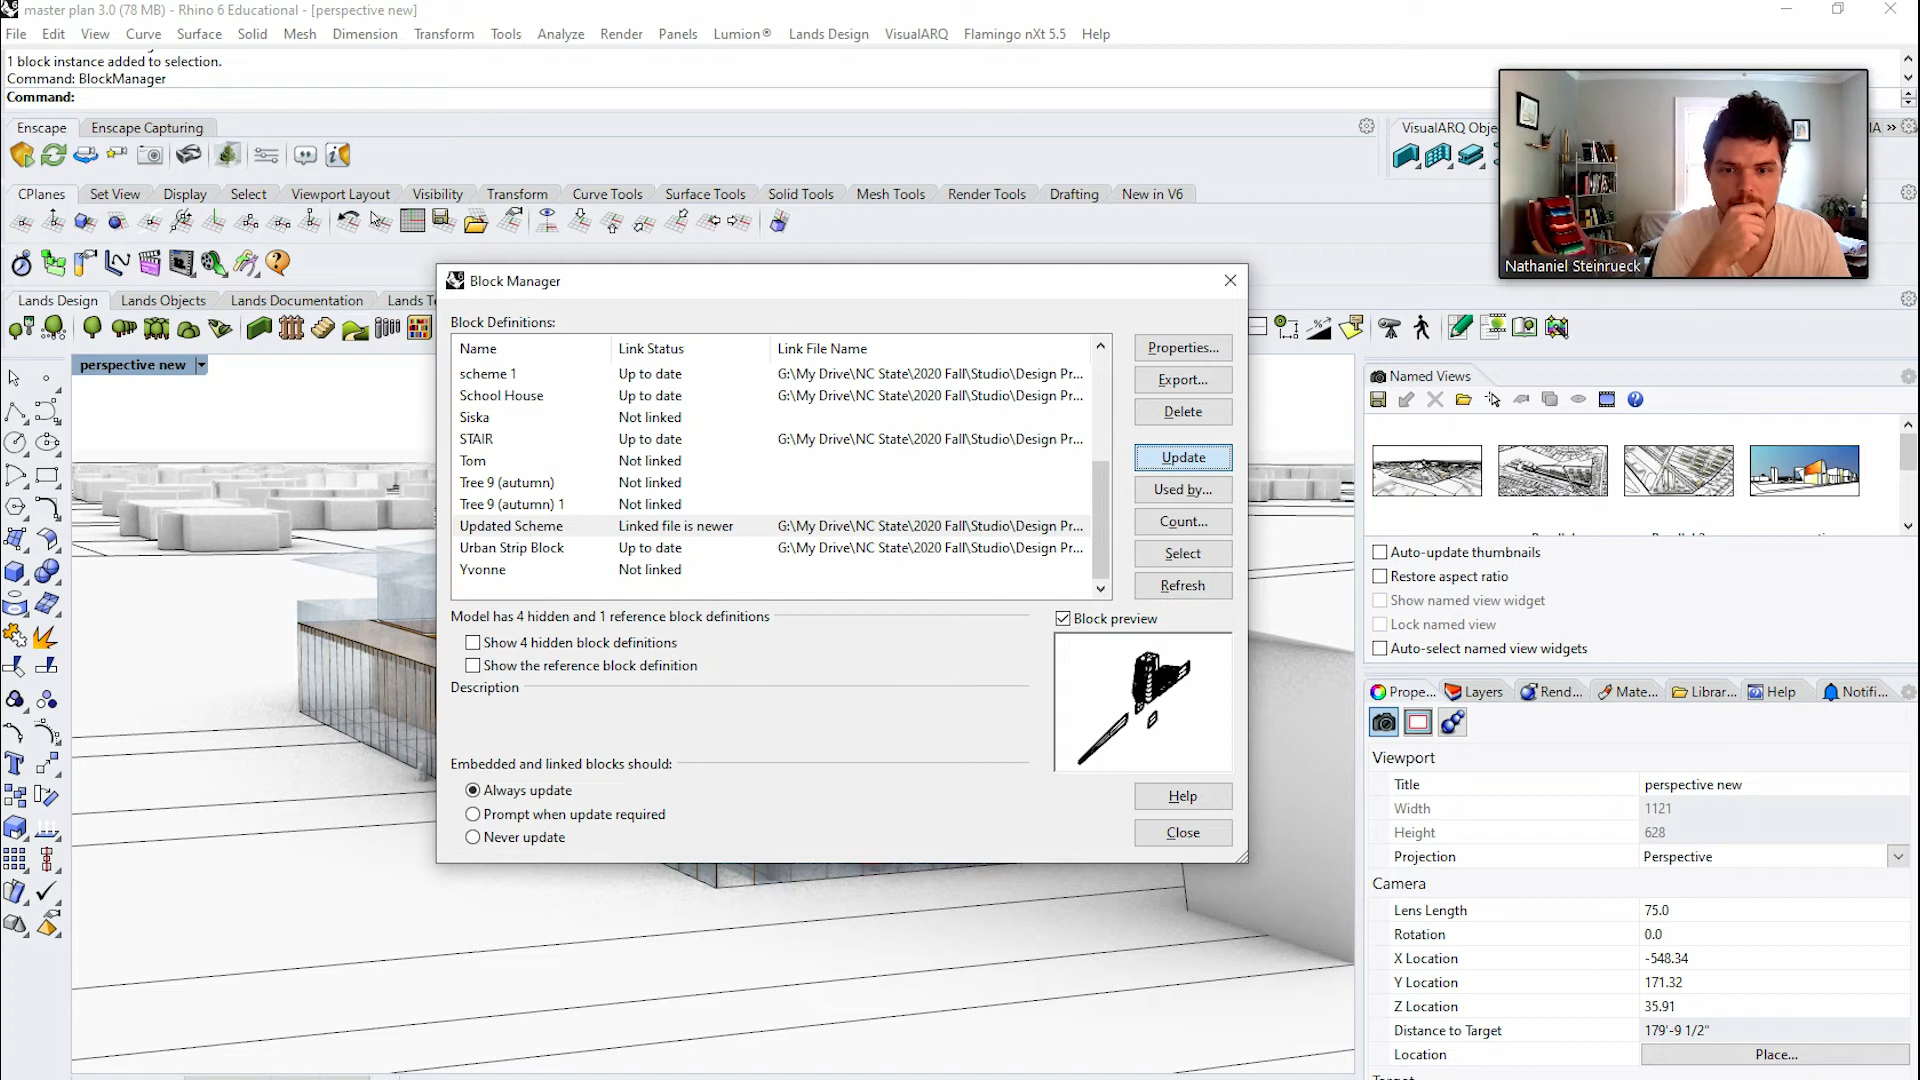 master plan 3.0 (78 MB) - Rhino 6 Educational - [perspective new]
File Edit View Curve Surface Solid Mesh Dimension Transform Tools Analyze Render Panels Lumion® Lands Design VisualARQ Flamingo nXt 5.5 Help
1 block instance added to selection.
Command: BlockManager
Command:
Enscape Enscape Capturing
VisualARQ Obje
IA »
CPlanes Set View Display Select Viewport Layout Visibility Transform Curve Tools Surface Tools Solid Tools Mesh Tools Render Tools Drafting New in V6
Nathaniel Steinrueck
Lands Design Lands Objects Lands Documentation Lands T
perspective new
Block Manager
Block Definitions:
Name Link Status Link File Name
scheme 1 Up to date G:\My Drive\NC State\2020 Fall\Studio\Design Pr...
School House Up to date G:\My Drive\NC State\2020 Fall\Studio\Design Pr...
Siska Not linked
STAIR Up to date G:\My Drive\NC State\2020 Fall\Studio\Design Pr...
Tom Not linked
Tree 9 (autumn) Not linked
Tree 9 (autumn) 1 Not linked
Updated Scheme Linked file is newer G:\My Drive\NC State\2020 Fall\Studio\Design Pr...
Urban Strip Block Up to date G:\My Drive\NC State\2020 Fall\Studio\Design Pr...
Yvonne Not linked
Properties...
Export...
Delete
Update
Used by...
Count...
Select
Refresh
Model has 4 hidden and 1 reference block definitions
Show 4 hidden block definitions
Show the reference block definition
Description
Block preview
Embedded and linked blocks should:
Always update
Prompt when update required
Never update
Help
Close
Named Views
Auto-update thumbnails
Restore aspect ratio
Show named view widget
Lock named view
Auto-select named view widgets
Prope... Layers Rend... Mate... Librar... Help Notifi...
Viewport
Title perspective new
Width 1121
Height 628
Projection Perspective
Camera
Lens Length 75.0
Rotation 0.0
X Location -548.34
Y Location 171.32
Z Location 35.91
Distance to Target 179'-9 1/2"
Location Place...